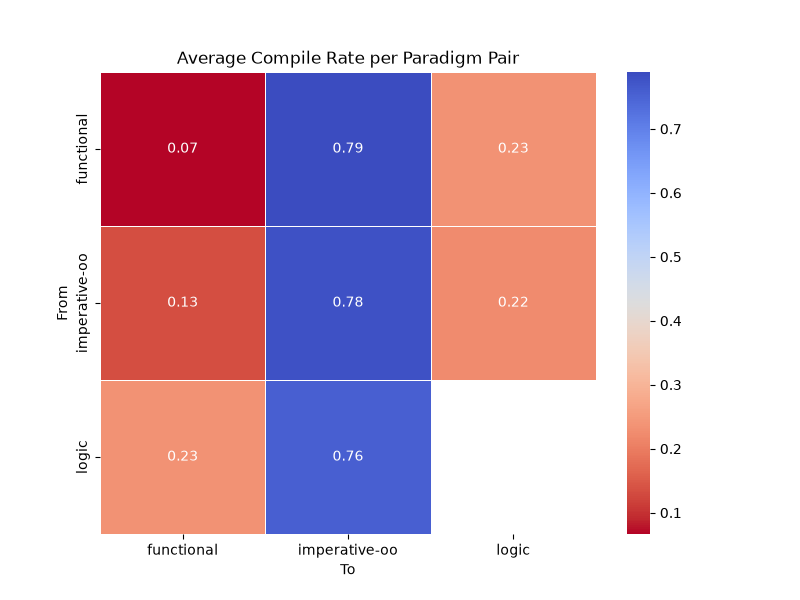 Average Compile Rate per Paradigm Pair
From
functional
imperative-oo
logic
0.07 0.79 0.23
0.13 0.78 0.22
0.23 0.76
functional imperative-oo logic
To
0.7
0.6
0.5
0.4
0.3
0.2
0.1